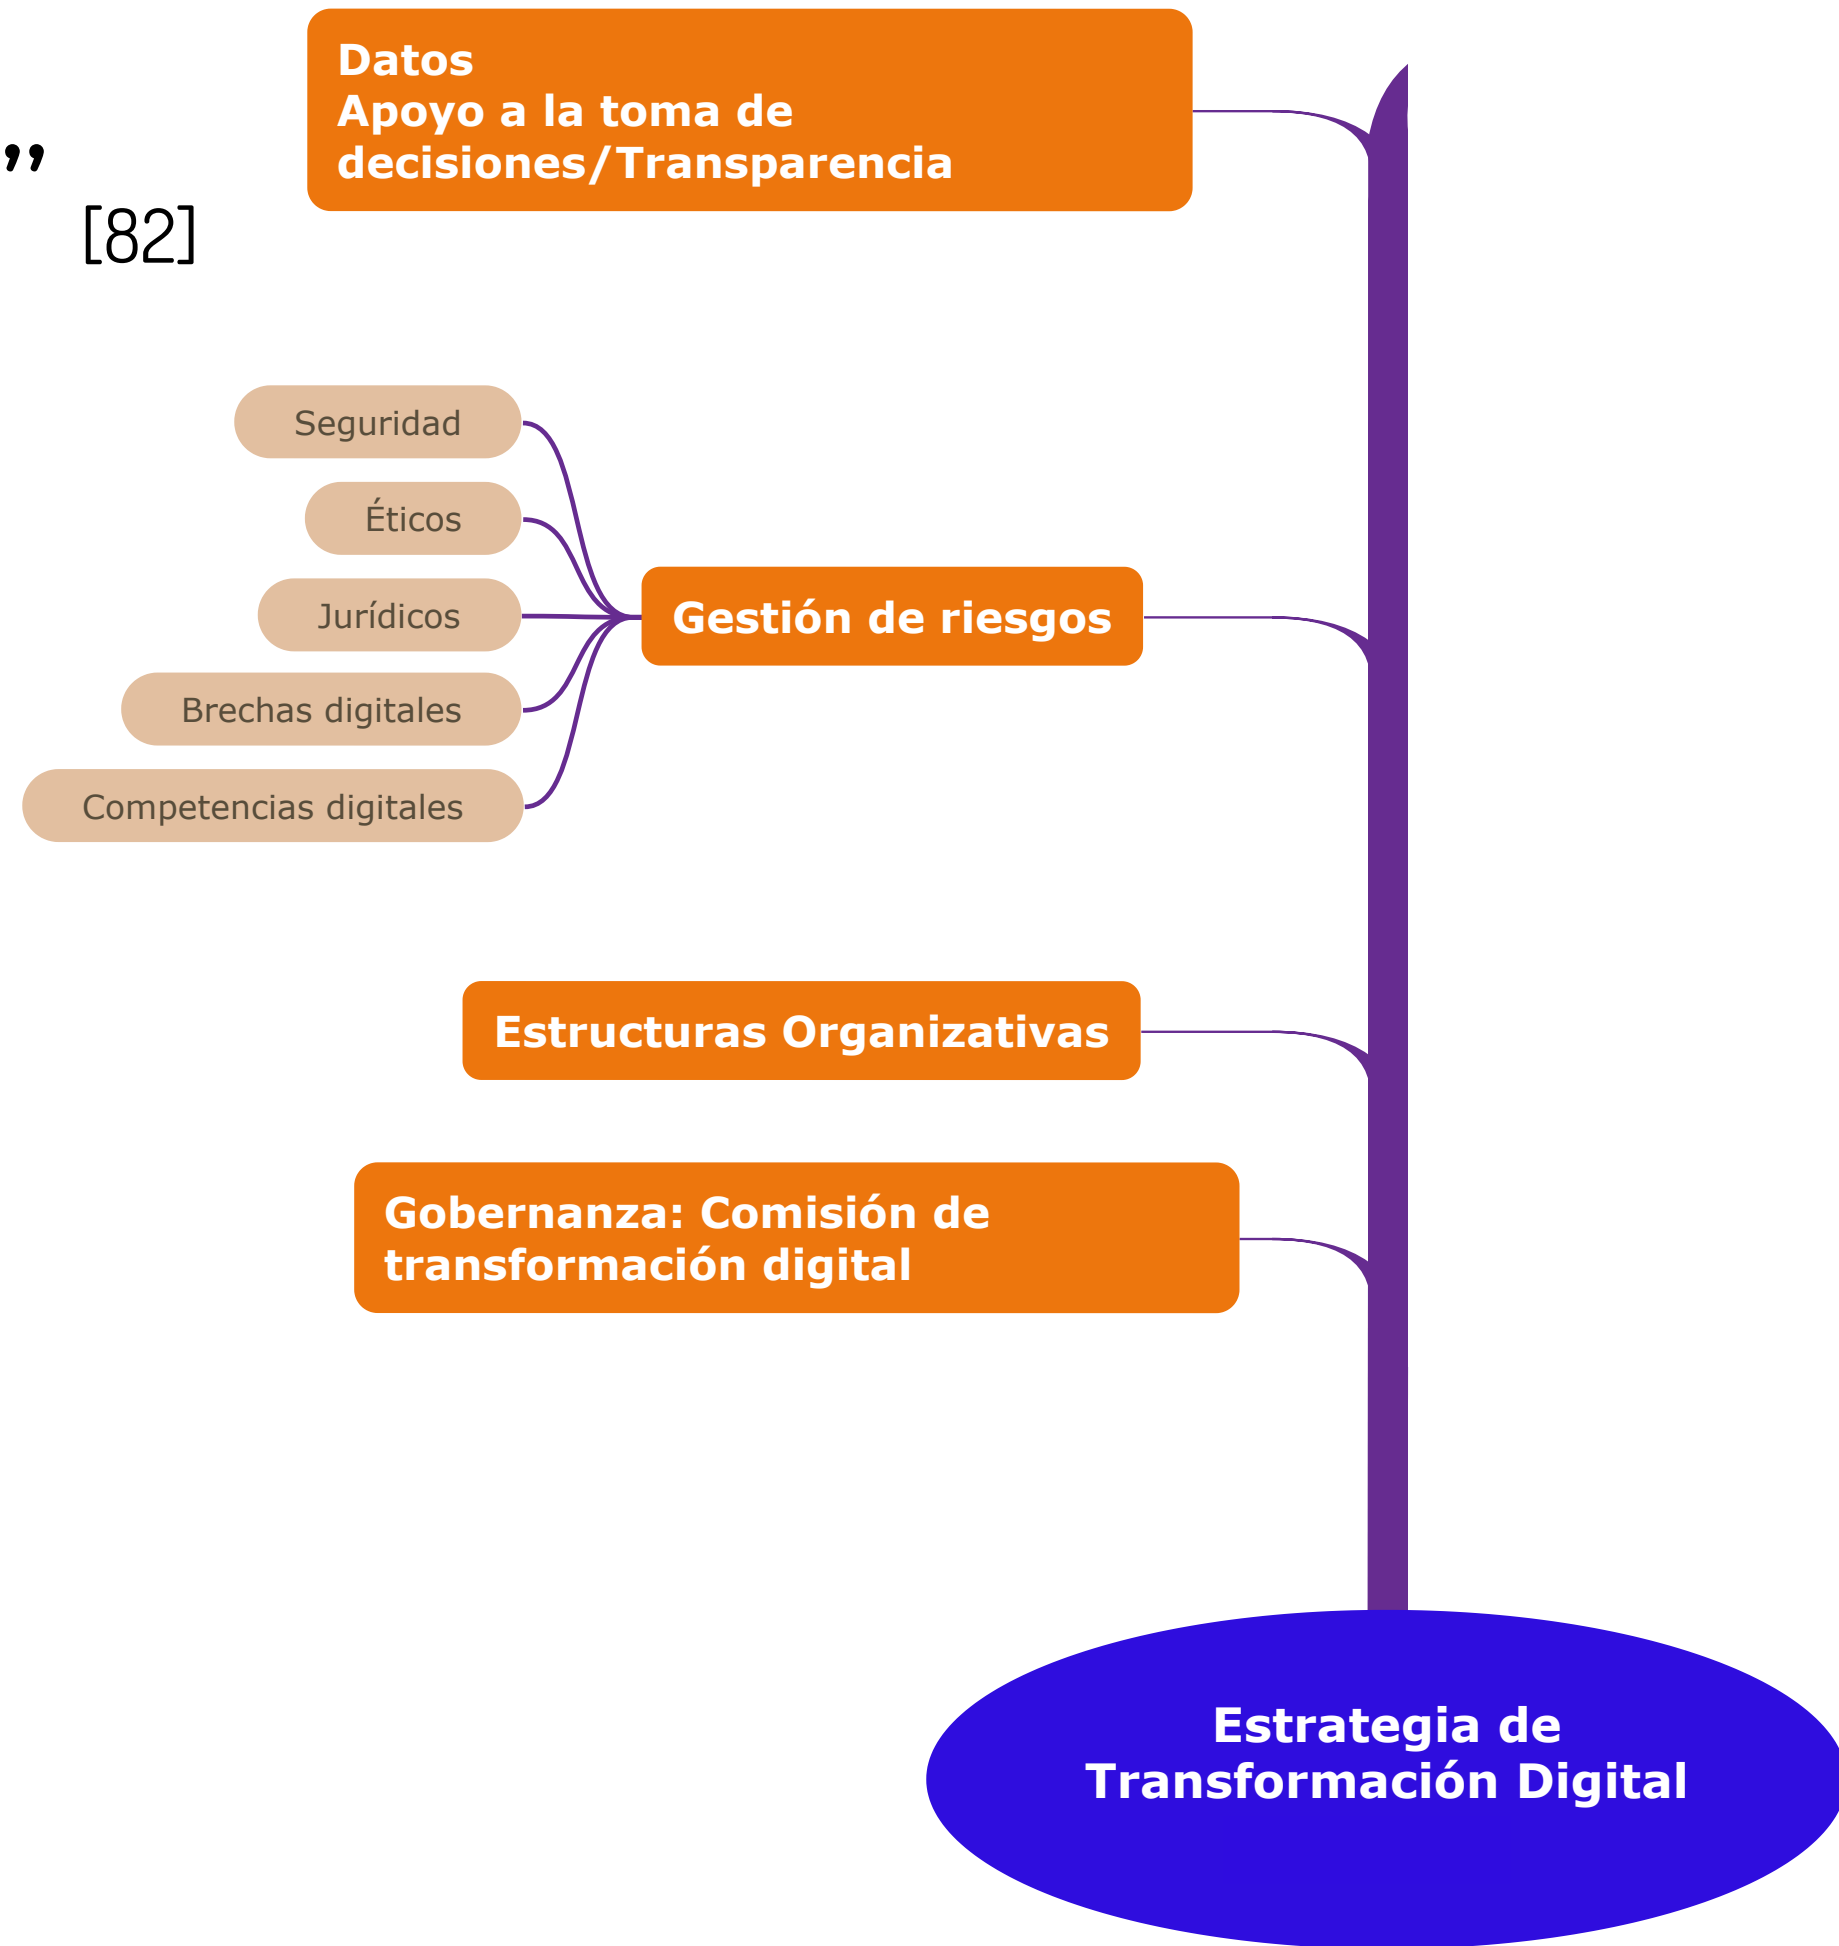 Datos
Apoyo a la toma de
decisiones/Transparencia
”
[82]
Seguridad
Éticos
Jurídicos
Brechas digitales
Competencias digitales
Gestión de riesgos
Estructuras Organizativas
Gobernanza: Comisión de
transformación digital
Estrategia de
Transformación Digital